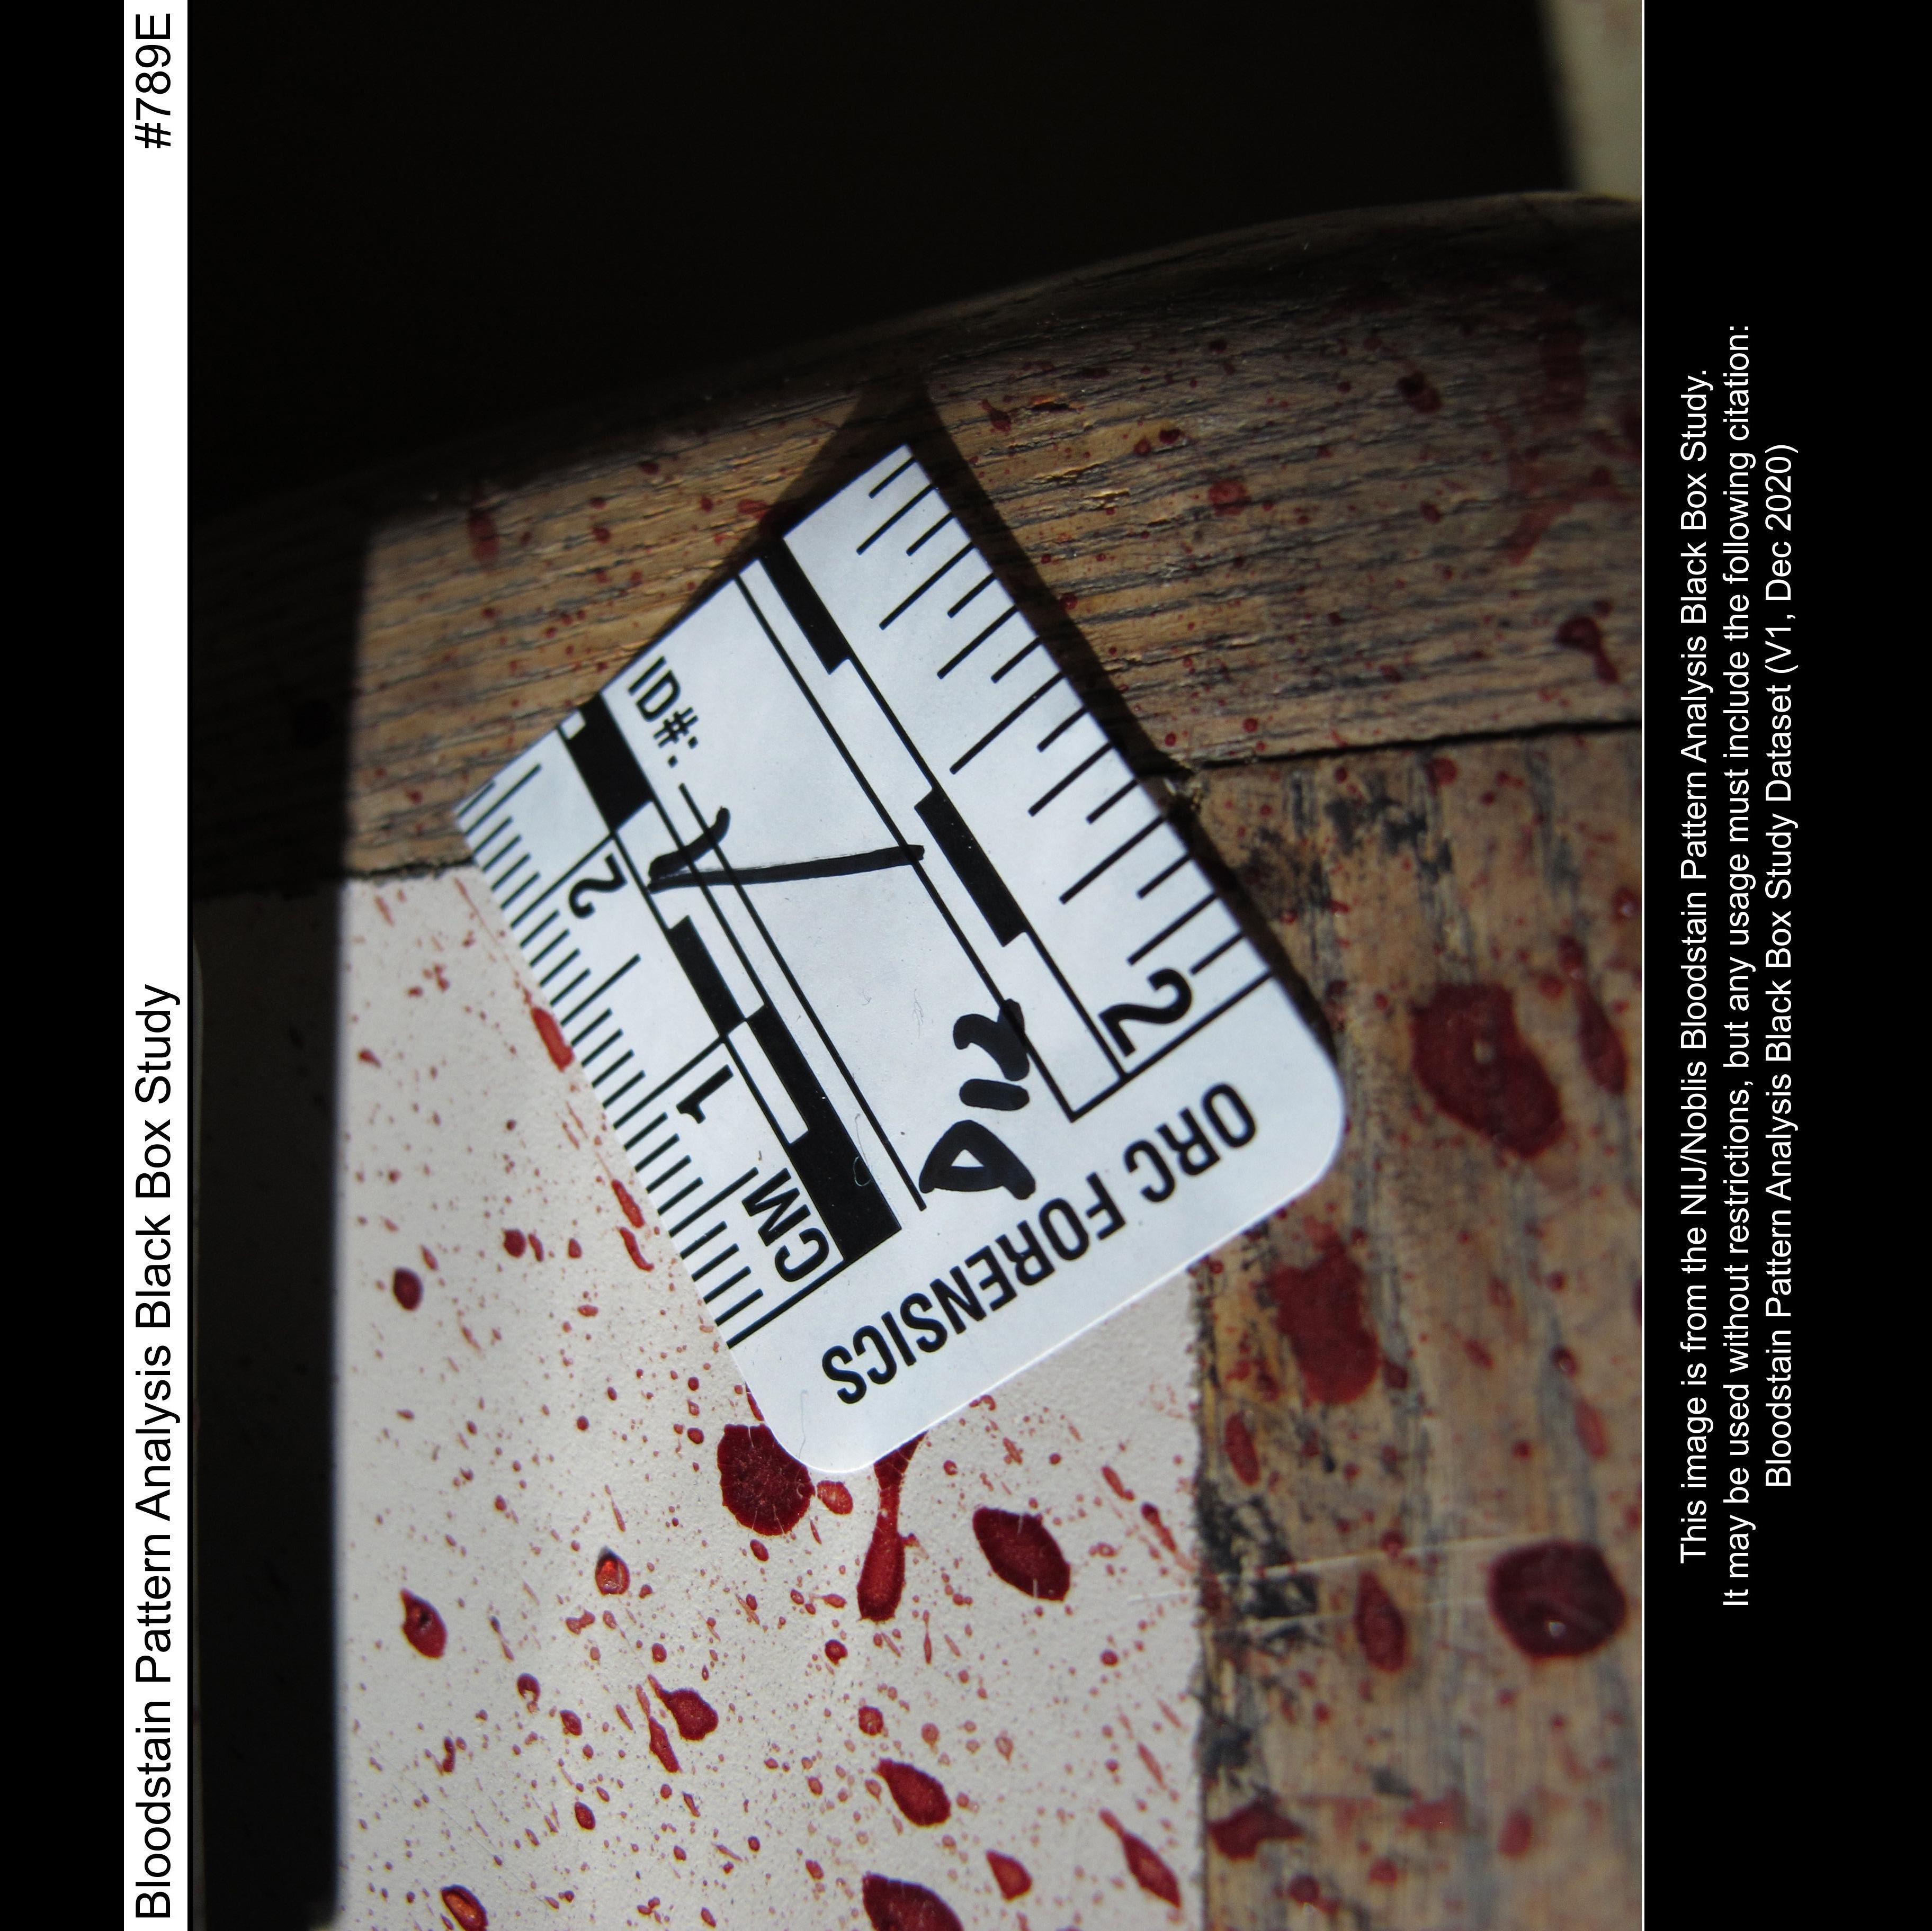 Bloodstain Pattern Analysis Black Box Study #789E
ORC FORENSICS
CM 1 2
ID#:
2
This image is from the NIJ/Noblis Bloodstain Pattern Analysis Black Box Study.
It may be used without restrictions, but any usage must include the following citation:
Bloodstain Pattern Analysis Black Box Study Dataset (V1, Dec 2020)